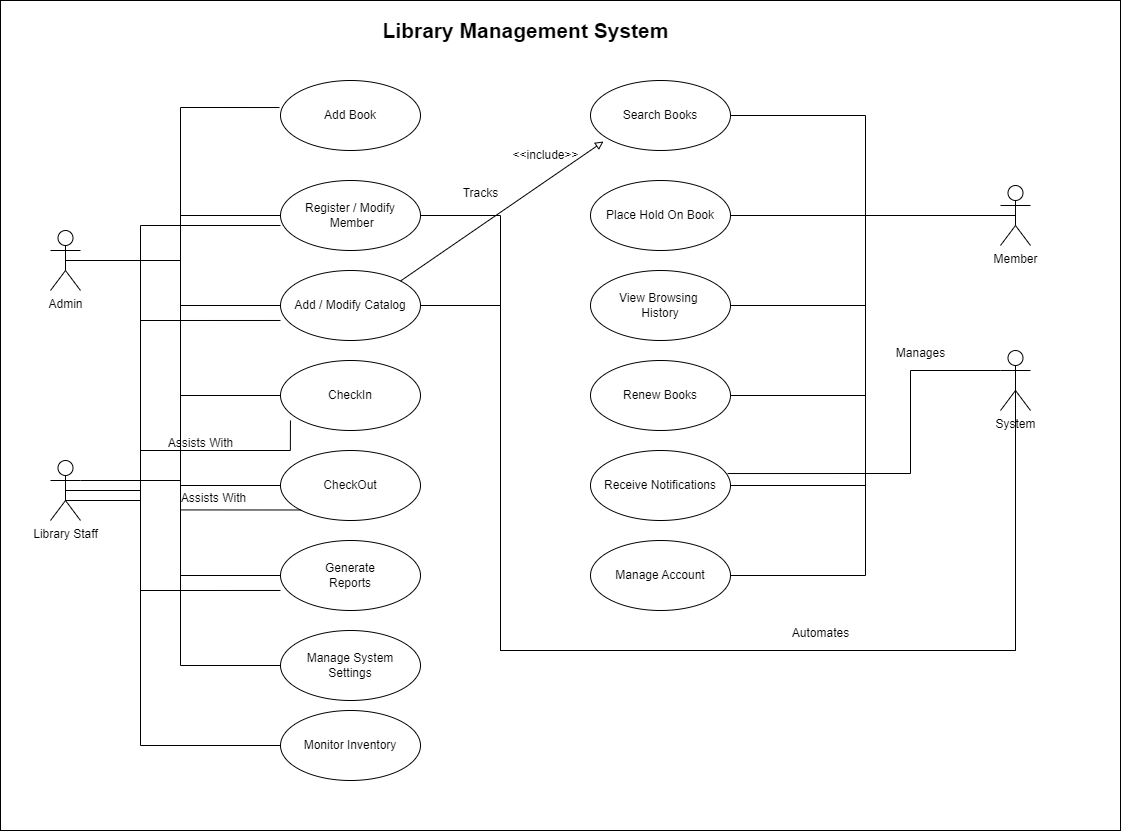 Library Management System
Add Book
Search Books
<<include>>
Tracks
Register / Modify
Member
Place Hold On Book
Member
Admin
Add / Modify Catalog
View Browsing
History
Manages
CheckIn
Renew Books
System
Assists With
CheckOut
Receive Notifications
Assists With
Library Staff
Generate
Reports
Manage Account
Automates
Manage System
Settings
Monitor Inventory